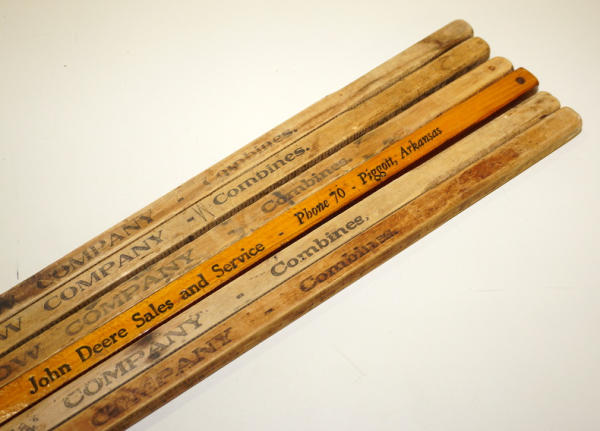 COMPANY - Combines.
W COMPANY - Combines.
OW COMPANY - Combines.
John Deere Sales and Service - Phone 70 - Piggott, Arkansas
COMPANY - Combines.
COMPANY - Combines.